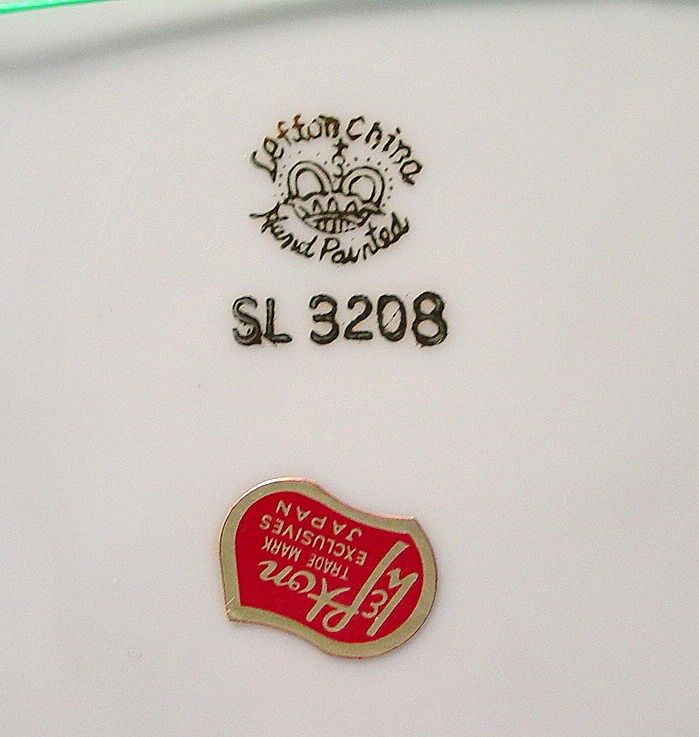 Lefton China
Hand Painted
SL 3208
Lefton
TRADE MARK
EXCLUSIVES
JAPAN